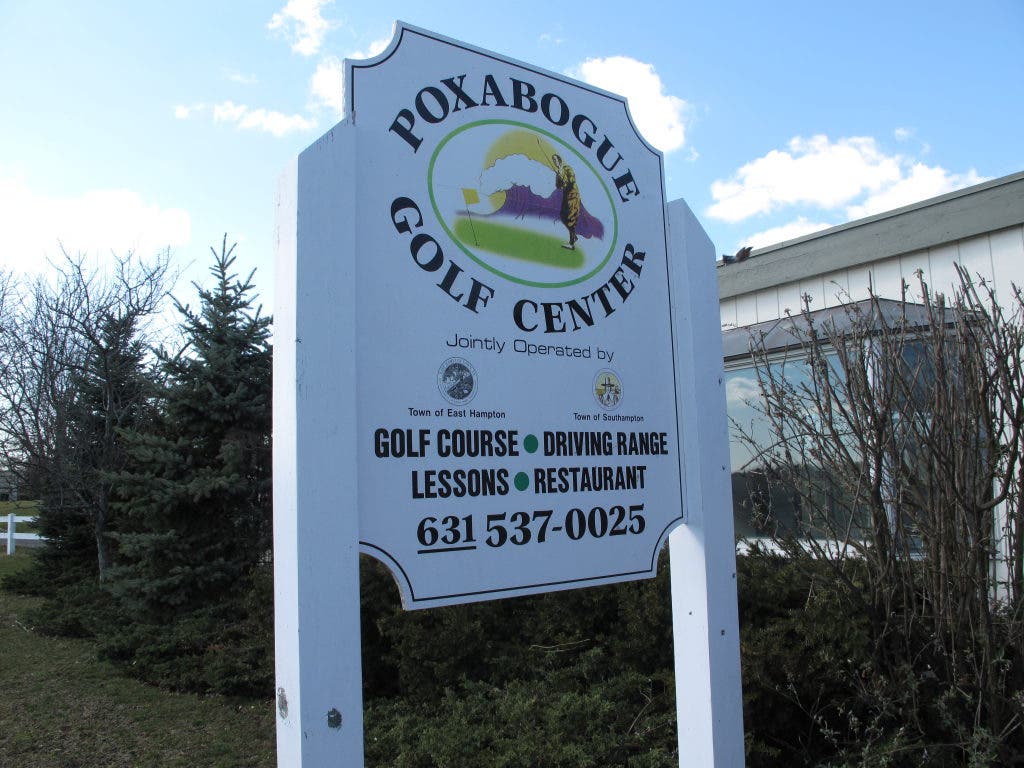 POXABOGUE
GOLF CENTER
Jointly Operated by
Town of East Hampton
Town of Southampton
GOLF COURSE • DRIVING RANGE
LESSONS • RESTAURANT
631 537-0025